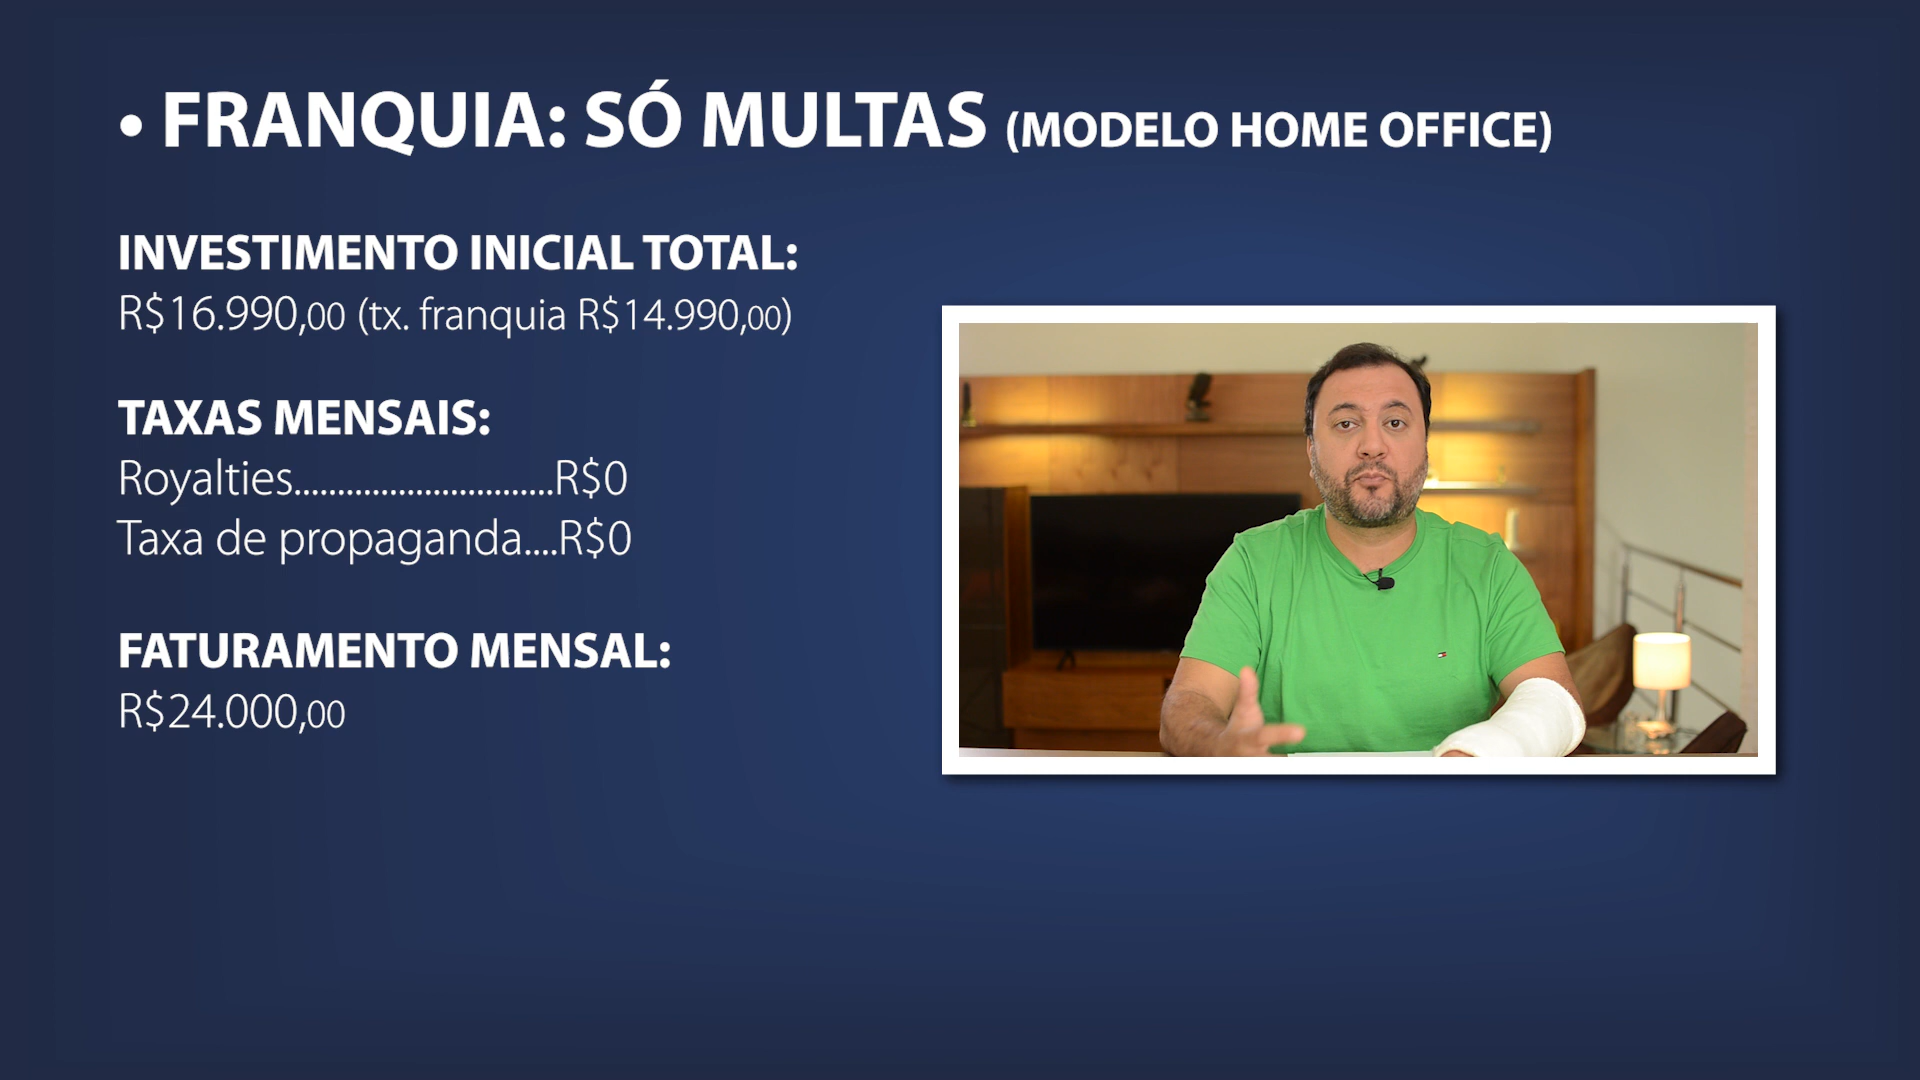 • FRANQUIA: SÓ MULTAS (MODELO HOME OFFICE)
INVESTIMENTO INICIAL TOTAL:
R$16.990,00 (tx. franquia R$14.990,00)
TAXAS MENSAIS:
Royalties..............................R$0
Taxa de propaganda....R$0
FATURAMENTO MENSAL:
R$24.000,00